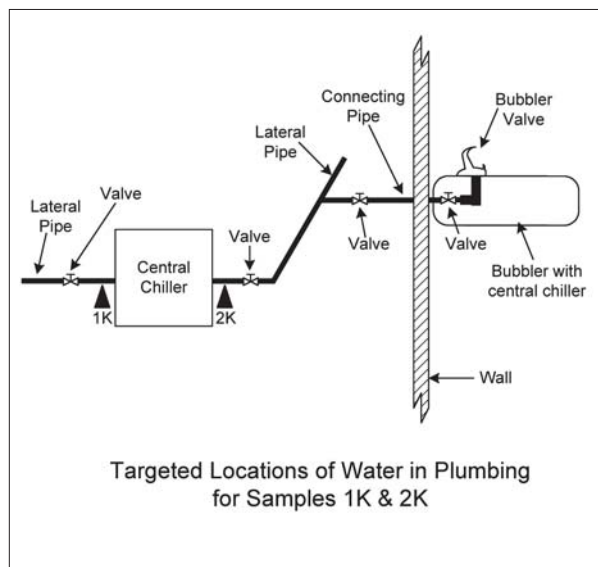 Bubbler
Valve
Connecting
Pipe
Lateral
Pipe
Lateral
Pipe
Valve
Valve
Valve
Valve
Central
Chiller
Bubbler with
central chiller
1K
2K
Wall
Targeted Locations of Water in Plumbing
for Samples 1K & 2K